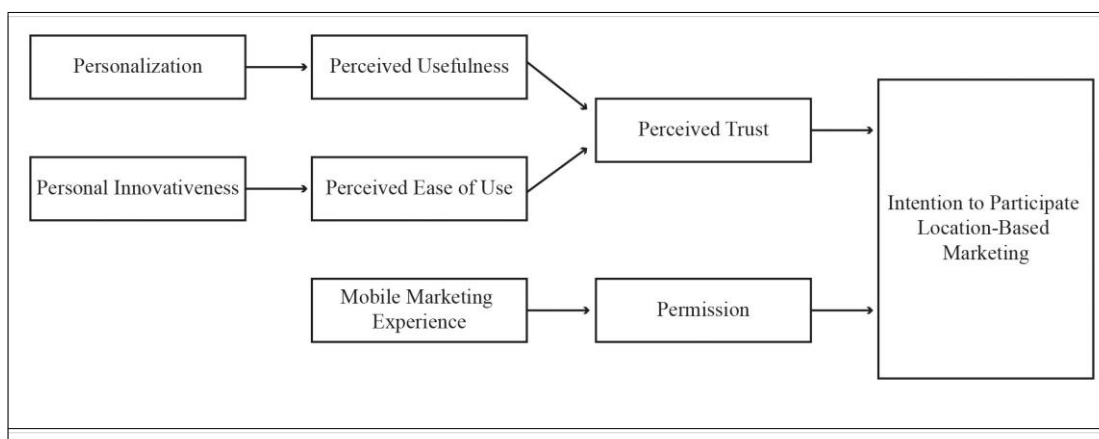 Personalization
Perceived Usefulness
Perceived Trust
Personal Innovativeness
Perceived Ease of Use
Intention to Participate
Location-Based
Marketing
Mobile Marketing
Experience
Permission